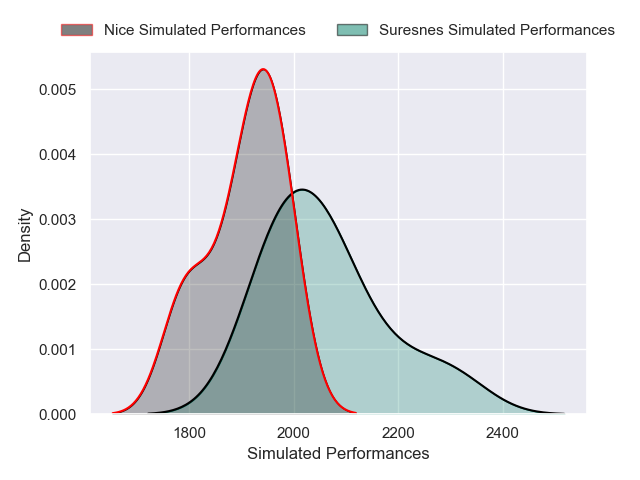 Nice Simulated Performances Suresnes Simulated Performances
0.005
0.004
0.003
0.002
0.001
0.000
Density
1800 2000 2200 2400
Simulated Performances